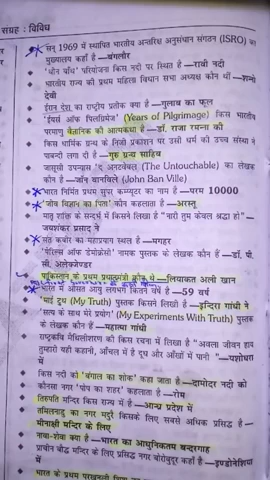 संग्रह : विविध
सन् 1969 में स्थापित भारतीय अन्तरिक्ष अनुसंधान संगठन (ISRO) का
मुख्यालय कहाँ है —बंगलौर
'थीन पाँध' परियोजना किस नदी पर स्थित है —रावी नदी
भारतीय राज्य की प्रथम महिला विधान सभा अध्यक्ष कौन थीं —शन्नो
देवी
ईरान देश का राष्ट्रीय प्रतीक क्या है —गुलाब का फूल
'ईयर्स ऑफ पिलग्रिमेज' (Years of Pilgrimage) किस भारतीय
परमाणु वैज्ञानिक की आत्मकथा है —डॉ. राजा रमन्ना की
किस धार्मिक ग्रन्थ के निजी प्रकाशन पर उसी धर्म की उच्च संस्था ने
पाबन्दी लगा दी है —गुरु ग्रन्थ साहिब
जासूसी उपन्यास 'द अनटचेबल' (The Untouchable) का लेखक
कौन है —जॉन बानविले (John Ban Ville)
भारत निर्मित प्रथम सुपर कम्प्यूटर का नाम है —परम 10000
'जीव विज्ञान का पिता' कौन कहलाता है —अरस्तू
मातृ शक्ति के सन्दर्भ में किसने लिखा है "नारी तुम केवल श्रद्धा हो" —
जयशंकर प्रसाद ने
संत कबीर का महाप्रयाण स्थल है —मगहर
'पेरिल्स ऑफ डेमोक्रेसी' नामक पुस्तक के लेखक कौन हैं —डॉ. पी.
सी. अलेक्जेण्डर
पाकिस्तान के प्रथम प्रधानमंत्री कौन थे —लियाकत अली खान
भारत में औसत आयु लगभग कितने वर्ष है —59 वर्ष
'माई ट्रुथ' (My Truth) पुस्तक किसने लिखी है —इन्दिरा गांधी ने
'सत्य के साथ मेरे प्रयोग' (My Experiments With Truth) पुस्तक
के लेखक कौन हैं —महात्मा गांधी
राष्ट्रकवि मैथिलीशरण की किस रचना में लिखा है "अबला जीवन हाय
तुम्हारी यही कहानी, आँचल में है दूध और आँखों में पानी" —यशोधरा
में
किस नदी को 'बंगाल का शोक' कहा जाता है —दामोदर नदी को
कौनसा नगर 'पोप का शहर' कहलाता है —रोम
तिरुपति मन्दिर किस राज्य में है —आन्ध्र प्रदेश में
तमिलनाडु का नगर मदुरै किसके लिए सबसे अधिक प्रसिद्ध है —
मीनाक्षी मन्दिर के लिए
नावा-शेवा क्या है —भारत का आधुनिकतम बन्दरगाह
प्राचीन बौद्ध मन्दिर के लिए प्रसिद्ध नगर बोरोबुदूर कहाँ है —इण्डोनेशिया
में
भारत के प्रथम